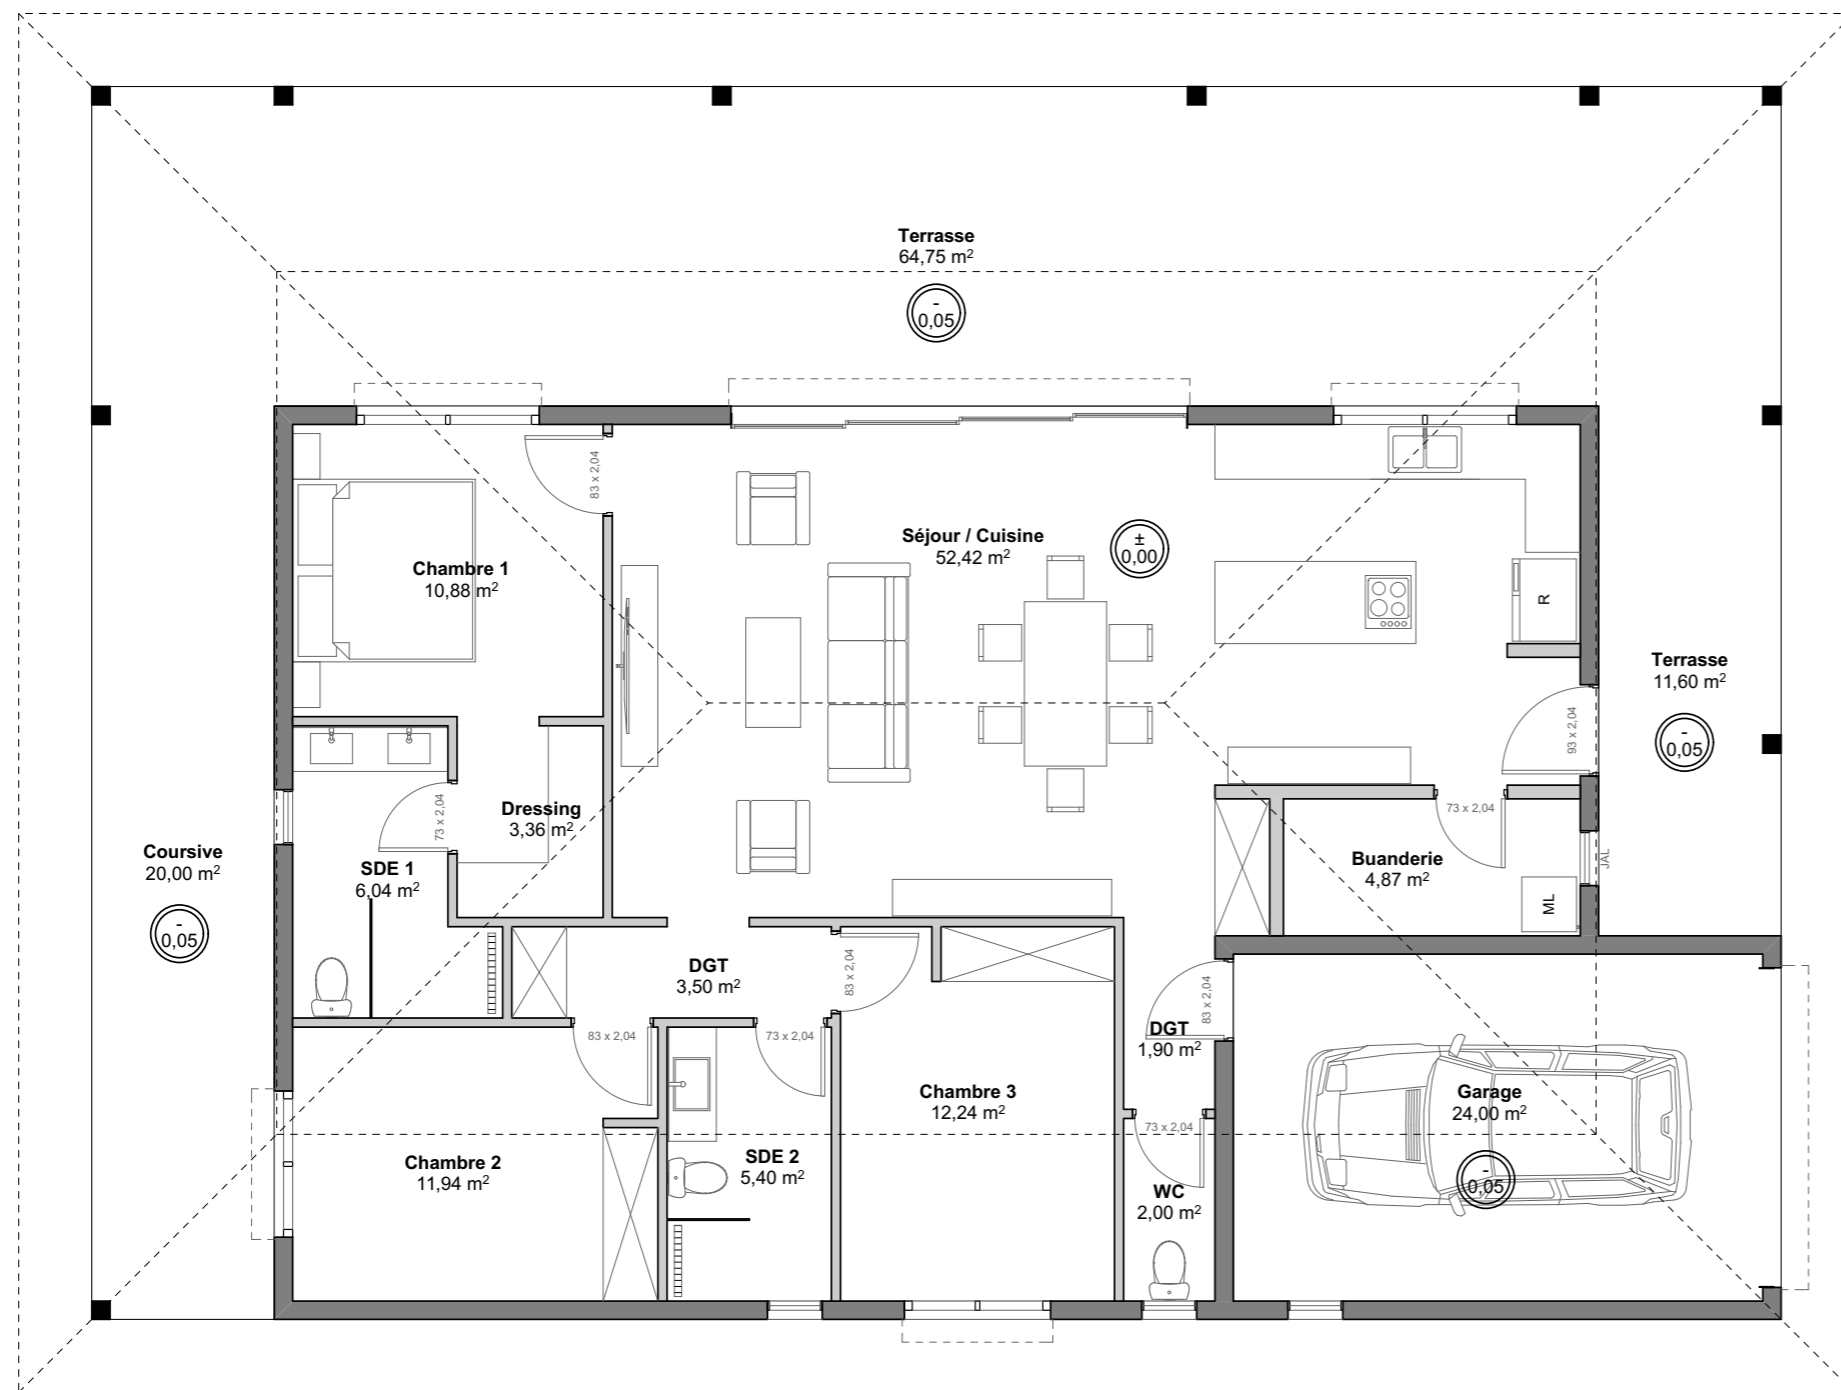 Terrasse
64,75 m²
-
0,05
83 x 2,04
Séjour / Cuisine
52,42 m²
±
0,00
Chambre 1
10,88 m²
R
Terrasse
11,60 m²
-
0,05
93 x 2,04
73 x 2,04
Dressing
3,36 m²
73 x 2,04
Coursive
20,00 m²
-
0,05
SDE 1
6,04 m²
Buanderie
4,87 m²
JAL
ML
DGT
3,50 m²
83 x 2,04
83 x 2,04
83 x 2,04
73 x 2,04
DGT
1,90 m²
Chambre 3
12,24 m²
Garage
24,00 m²
-
0,05
73 x 2,04
Chambre 2
11,94 m²
SDE 2
5,40 m²
WC
2,00 m²